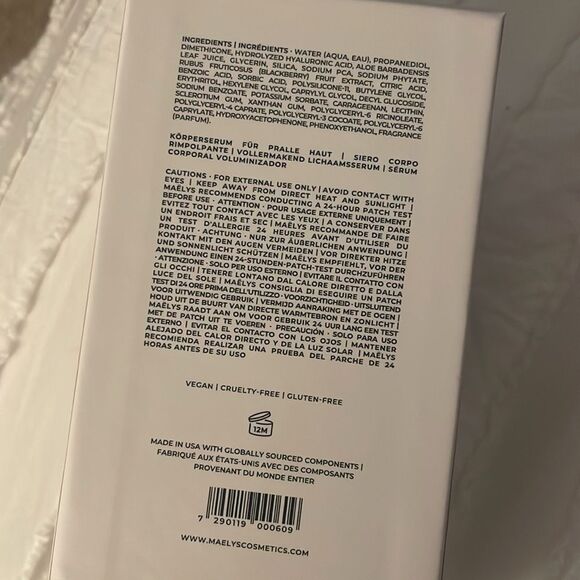 INGREDIENTS | INGRÉDIENTS · WATER (AQUA, EAU), PROPANEDIOL,
DIMETHICONE, HYDROLYZED HYALURONIC ACID, ALOE BARBADENSIS
LEAF JUICE, GLYCERIN, SILICA, SODIUM PCA, SODIUM PHYTATE,
RUBUS FRUTICOSUS (BLACKBERRY) FRUIT EXTRACT, CITRIC ACID,
BENZOIC ACID, SORBIC ACID, POLYSILICONE-11, BUTYLENE GLYCOL,
ERYTHRITOL, HEXYLENE GLYCOL, CAPRYLYL GLYCOL, DECYL GLUCOSIDE,
SODIUM BENZOATE, POTASSIUM SORBATE, CARRAGEENAN, LECITHIN,
SCLEROTIUM GUM, XANTHAN GUM, POLYGLYCERYL-6 RICINOLEATE,
POLYGLYCERYL-4 CAPRATE, POLYGLYCERYL-3 COCOATE, POLYGLYCERYL-6
CAPRYLATE, HYDROXYACETOPHENONE, PHENOXYETHANOL, FRAGRANCE
(PARFUM).
KÖRPERSERUM FÜR PRALLE HAUT | SIERO CORPO
RIMPOLPANTE | VOLLERMAKEND LICHAAMSSERUM | SÉRUM
CORPORAL VOLUMINIZADOR
CAUTIONS · FOR EXTERNAL USE ONLY | AVOID CONTACT WITH
EYES | KEEP AWAY FROM DIRECT HEAT AND SUNLIGHT |
MAËLYS RECOMMENDS CONDUCTING A 24-HOUR PATCH TEST
BEFORE USE · ATTENTION · POUR USAGE EXTERNE UNIQUEMENT |
EVITEZ TOUT CONTACT AVEC LES YEUX | A CONSERVER DANS
UN ENDROIT FRAIS ET SEC | MAËLYS RECOMMANDE DE FAIRE
UN TEST D'ALLERGIE 24 HEURES AVANT D'UTILISER DU
PRODUIT · ACHTUNG · NUR ZUR ÄUßERLICHEN ANWENDUNG |
KONTAKT MIT DEN AUGEN VERMEIDEN | VOR DIREKTER HITZE
UND SONNENLICHT SCHÜTZEN | MAËLYS EMPFIEHLT, VOR DER
ANWENDUNG EINEN 24-STUNDEN-PATCH-TEST DURCHZUFÜHREN
· ATTENZIONE · SOLO PER USO ESTERNO | EVITARE IL CONTATTO CON
GLI OCCHI | TENERE LONTANO DAL CALORE DIRETTO E DALLA
LUCE DEL SOLE | MAËLYS CONSIGLIA DI ESEGUIRE UN PATCH
TEST DI 24 ORE PRIMA DELL'UTILIZZO · VOORZICHTIGHEID · UITSLUITEND
VOOR UITWENDIG GEBRUIK | VERMIJD AANRAKING MET DE OGEN |
HOUD UIT DE BUURT VAN DIRECTE WARMTEBRON EN ZONLICHT |
MAËLYS RAADT AAN OM VOOR GEBRUIK 24 UUR LANG EEN TEST
MET DE PATCH UIT TE VOEREN · PRECAUCIÓN · SOLO PARA USO
EXTERNO | EVITAR EL CONTACTO CON LOS OJOS | MANTENER
ALEJADO DEL CALOR DIRECTO Y DE LA LUZ SOLAR | MAËLYS
RECOMIENDA REALIZAR UNA PRUEBA DEL PARCHE DE 24
HORAS ANTES DE SU USO
VEGAN | CRUELTY-FREE | GLUTEN-FREE
12M
MADE IN USA WITH GLOBALLY SOURCED COMPONENTS |
FABRIQUÉ AUX ÉTATS-UNIS AVEC DES COMPOSANTS
PROVENANT DU MONDE ENTIER
7 290119 000609
WWW.MAELYSCOSMETICS.COM